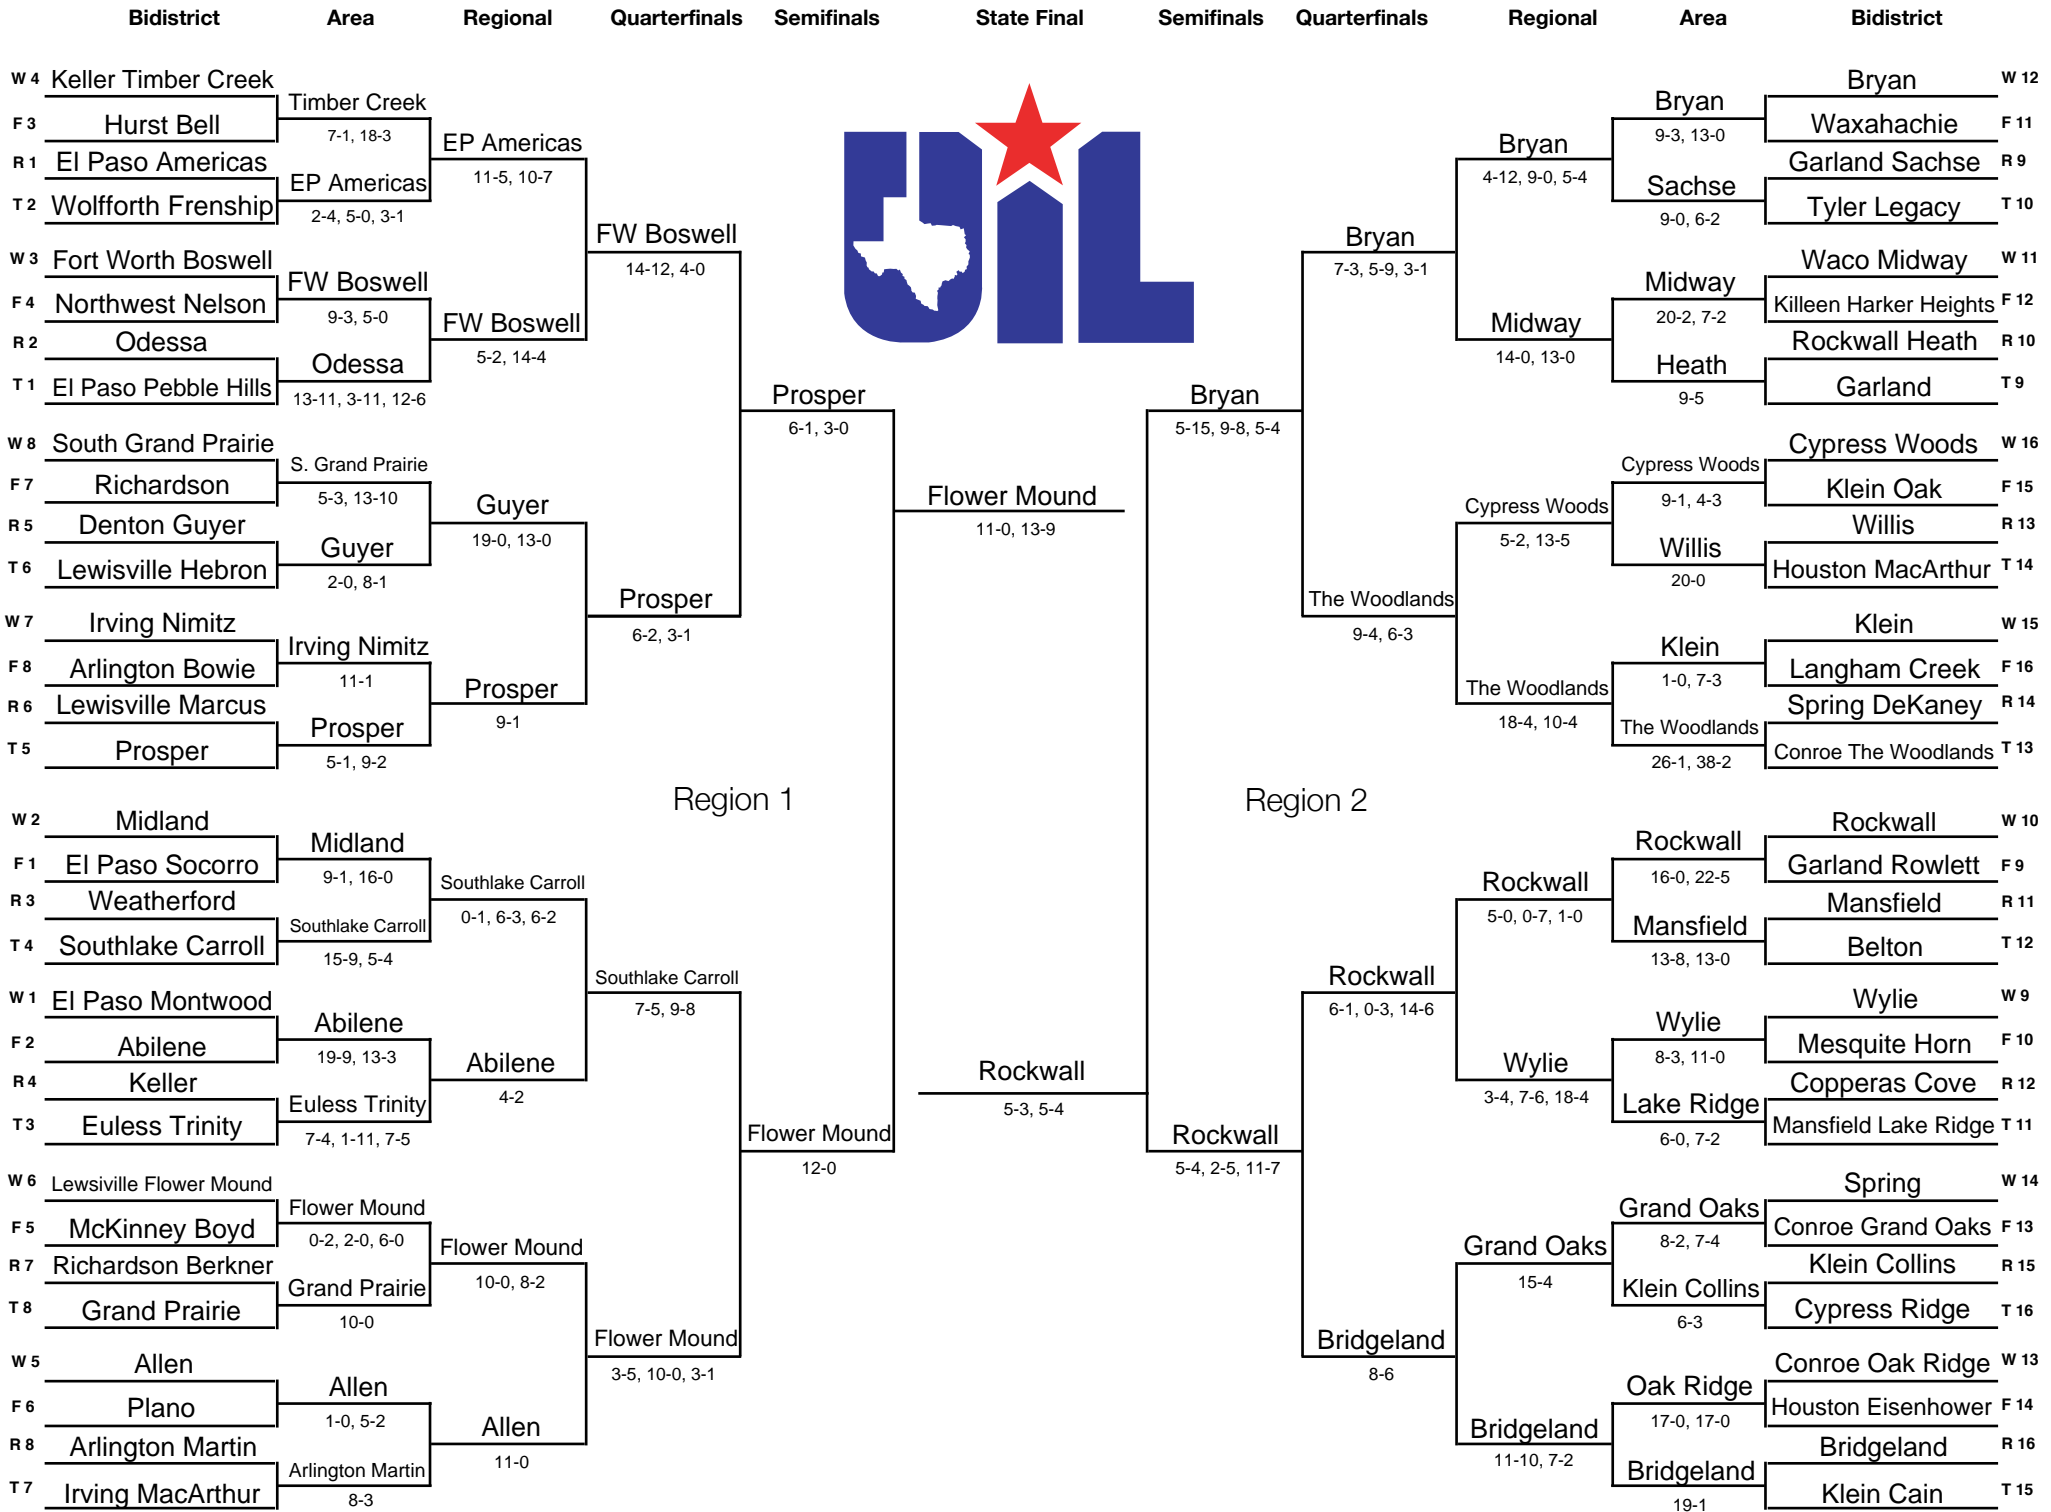 Bidistrict Area Regional Quarterfinals Semifinals State Final Semifinals Quarterfinals Regional Area Bidistrict
W 4 Keller Timber Creek
Timber Creek
F 3 Hurst Bell
7-1, 18-3
EP Americas
R 1 El Paso Americas
11-5, 10-7
EP Americas
T 2 Wolfforth Frenship
2-4, 5-0, 3-1
FW Boswell
14-12, 4-0
W 3 Fort Worth Boswell
FW Boswell
F 4 Northwest Nelson
9-3, 5-0
FW Boswell
R 2 Odessa
5-2, 14-4
Odessa
T 1 El Paso Pebble Hills
13-11, 3-11, 12-6
Prosper
6-1, 3-0
W 8 South Grand Prairie
S. Grand Prairie
F 7 Richardson
5-3, 13-10
Guyer
R 5 Denton Guyer
19-0, 13-0
Guyer
T 6 Lewisville Hebron
2-0, 8-1
Prosper
6-2, 3-1
W 7 Irving Nimitz
Irving Nimitz
F 8 Arlington Bowie
11-1
Prosper
R 6 Lewisville Marcus
9-1
Prosper
T 5 Prosper
5-1, 9-2
Region 1
W 2 Midland
Midland
F 1 El Paso Socorro
9-1, 16-0
Southlake Carroll
R 3 Weatherford
0-1, 6-3, 6-2
Southlake Carroll
T 4 Southlake Carroll
15-9, 5-4
Southlake Carroll
7-5, 9-8
W 1 El Paso Montwood
Abilene
F 2 Abilene
19-9, 13-3
Abilene
R 4 Keller
4-2
Euless Trinity
T 3 Euless Trinity
7-4, 1-11, 7-5
Flower Mound
12-0
W 6 Lewsiville Flower Mound
Flower Mound
F 5 McKinney Boyd
0-2, 2-0, 6-0
Flower Mound
R 7 Richardson Berkner
10-0, 8-2
Grand Prairie
T 8 Grand Prairie
10-0
Flower Mound
3-5, 10-0, 3-1
W 5 Allen
Allen
F 6 Plano
1-0, 5-2
Allen
R 8 Arlington Martin
11-0
Arlington Martin
T 7 Irving MacArthur
8-3
UIL
Flower Mound
11-0, 13-9
Rockwall
5-3, 5-4
Bryan W 12
Bryan
Waxahachie F 11
9-3, 13-0
Bryan
Garland Sachse R 9
4-12, 9-0, 5-4
Sachse
Tyler Legacy T 10
9-0, 6-2
Bryan
7-3, 5-9, 3-1
Waco Midway W 11
Midway
Killeen Harker Heights F 12
20-2, 7-2
Midway
Rockwall Heath R 10
14-0, 13-0
Heath
Garland T 9
9-5
Bryan
5-15, 9-8, 5-4
Cypress Woods W 16
Cypress Woods
Klein Oak F 15
9-1, 4-3
Cypress Woods
Willis R 13
5-2, 13-5
Willis
Houston MacArthur T 14
20-0
The Woodlands
9-4, 6-3
Klein W 15
Klein
Langham Creek F 16
1-0, 7-3
The Woodlands
Spring DeKaney R 14
18-4, 10-4
The Woodlands
Conroe The Woodlands T 13
26-1, 38-2
Region 2
Rockwall W 10
Rockwall
Garland Rowlett F 9
16-0, 22-5
Rockwall
Mansfield R 11
5-0, 0-7, 1-0
Mansfield
Belton T 12
13-8, 13-0
Rockwall
6-1, 0-3, 14-6
Wylie W 9
Wylie
Mesquite Horn F 10
8-3, 11-0
Wylie
Copperas Cove R 12
3-4, 7-6, 18-4
Lake Ridge
Mansfield Lake Ridge T 11
6-0, 7-2
Rockwall
5-4, 2-5, 11-7
Spring W 14
Grand Oaks
Conroe Grand Oaks F 13
8-2, 7-4
Grand Oaks
Klein Collins R 15
15-4
Klein Collins
Cypress Ridge T 16
6-3
Bridgeland
8-6
Conroe Oak Ridge W 13
Oak Ridge
Houston Eisenhower F 14
17-0, 17-0
Bridgeland
Bridgeland R 16
11-10, 7-2
Bridgeland
Klein Cain T 15
19-1